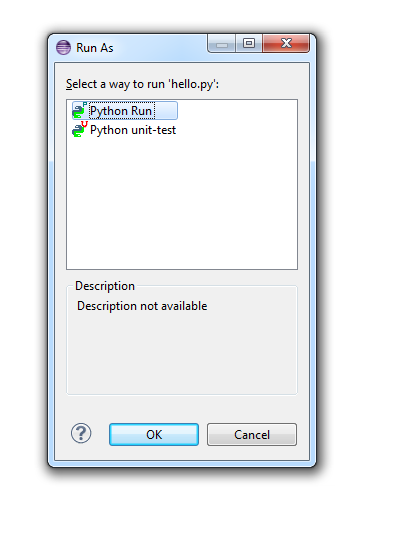 Run As
Select a way to run 'hello.py':
Python Run
Python unit-test
Description
Description not available
?
OK
Cancel